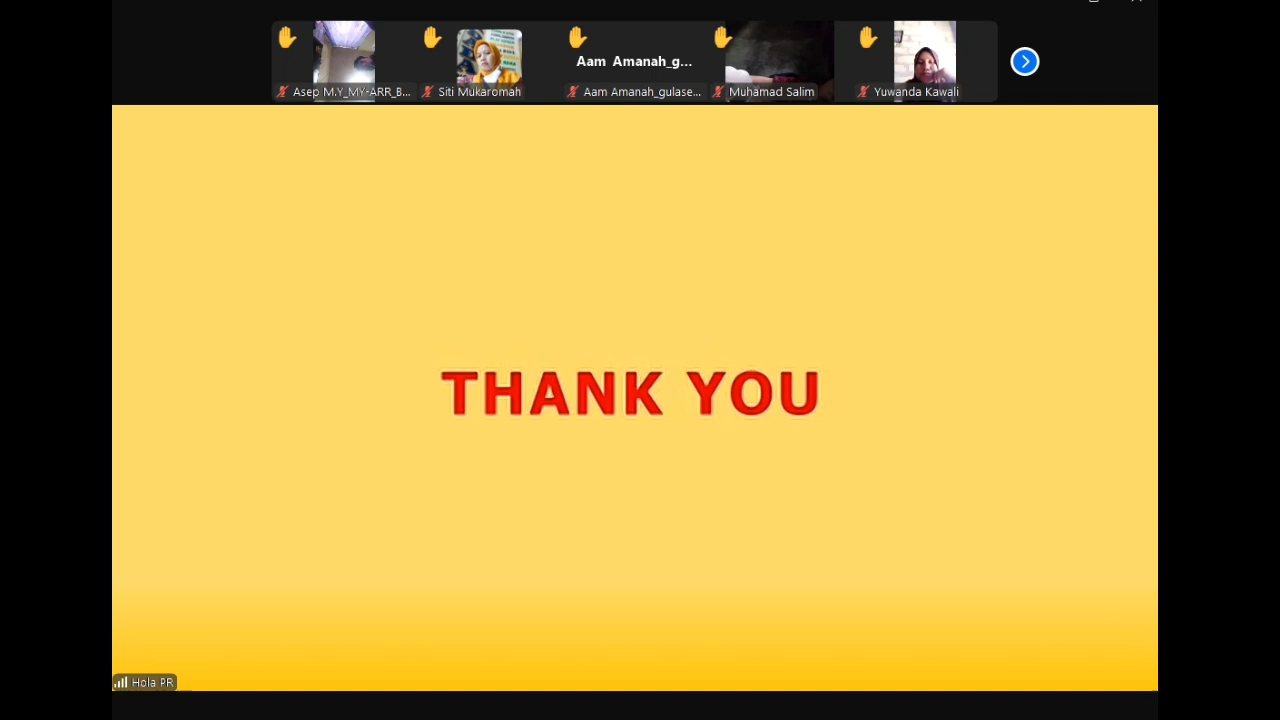 Aam Amanah_g...
Asep M.Y_MY-ARR_B...
Siti Mukaromah
Aam Amanah_gulase...
Muhamad Salim
Yuwanda Kawali
THANK YOU
Hola PR